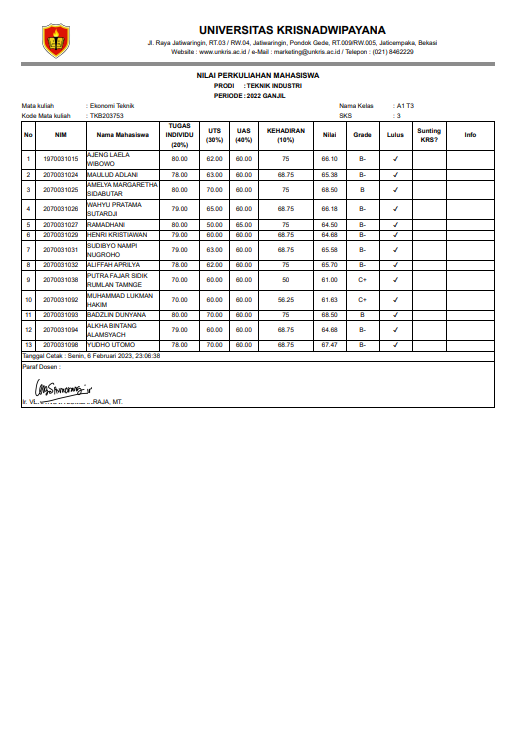 UNIVERSITAS KRISNADWIPAYANA
Jl. Raya Jatiwaringin, RT.03 / RW.04, Jatiwaringin, Pondok Gede, RT.009/RW.005, Jaticempaka, Bekasi
Website : www.unkris.ac.id / e-Mail : marketing@unkris.ac.id / Telepon : (021) 8462229
NILAI PERKULIAHAN MAHASISWA
PRODI : TEKNIK INDUSTRI
PERIODE : 2022 GANJIL
Mata kuliah : Ekonomi Teknik Nama Kelas : A1 T3
Kode Mata kuliah : TKB203753 SKS : 3
No NIM Nama Mahasiswa TUGAS INDIVIDU (20%) UTS (30%) UAS (40%) KEHADIRAN (10%) Nilai Grade Lulus Sunting KRS? Info
1 1970031015 AJENG LAELA WIBOWO 80.00 62.00 60.00 75 66.10 B- ✓
2 2070031024 MAULUD ADLANI 78.00 63.00 60.00 68.75 65.38 B- ✓
3 2070031025 AMELYA MARGARETHA SIDABUTAR 80.00 70.00 60.00 75 68.50 B ✓
4 2070031026 WAHYU PRATAMA SUTARDJI 79.00 65.00 60.00 68.75 66.18 B- ✓
5 2070031027 RAMADHANI 80.00 50.00 65.00 75 64.50 B- ✓
6 2070031029 HENRI KRISTIAWAN 79.00 60.00 60.00 68.75 64.68 B- ✓
7 2070031031 SUDIBYO NAMPI NUGROHO 79.00 63.00 60.00 68.75 65.58 B- ✓
8 2070031032 ALIFFAH APRILYA 78.00 62.00 60.00 75 65.70 B- ✓
9 2070031038 PUTRA FAJAR SIDIK RUMLAN TAMNGE 70.00 60.00 60.00 50 61.00 C+ ✓
10 2070031092 MUHAMMAD LUKMAN HAKIM 70.00 60.00 60.00 56.25 61.63 C+ ✓
11 2070031093 BADZLIN DUNYANA 80.00 70.00 60.00 75 68.50 B ✓
12 2070031094 ALKHA BINTANG ALAMSYACH 79.00 60.00 60.00 68.75 64.68 B- ✓
13 2070031098 YUDHO UTOMO 78.00 70.00 60.00 68.75 67.47 B- ✓
Tanggal Cetak : Senin, 6 Februari 2023, 23:06:38
Paraf Dosen :
Ir. VL. RAJA, MT.